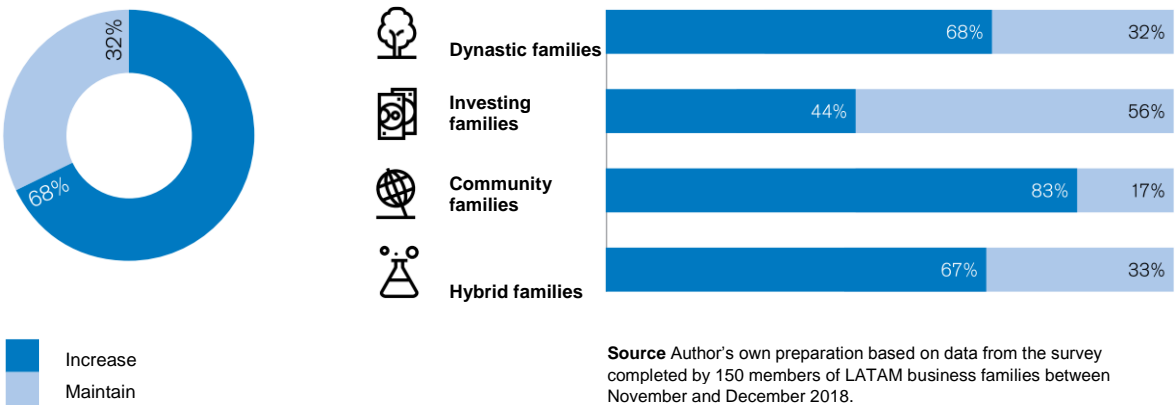 32%
68%
Dynastic families
68%
32%
Investing
families
44%
56%
Community
families
83%
17%
Hybrid families
67%
33%
Increase
Maintain
Source Author's own preparation based on data from the survey
completed by 150 members of LATAM business families between
November and December 2018.